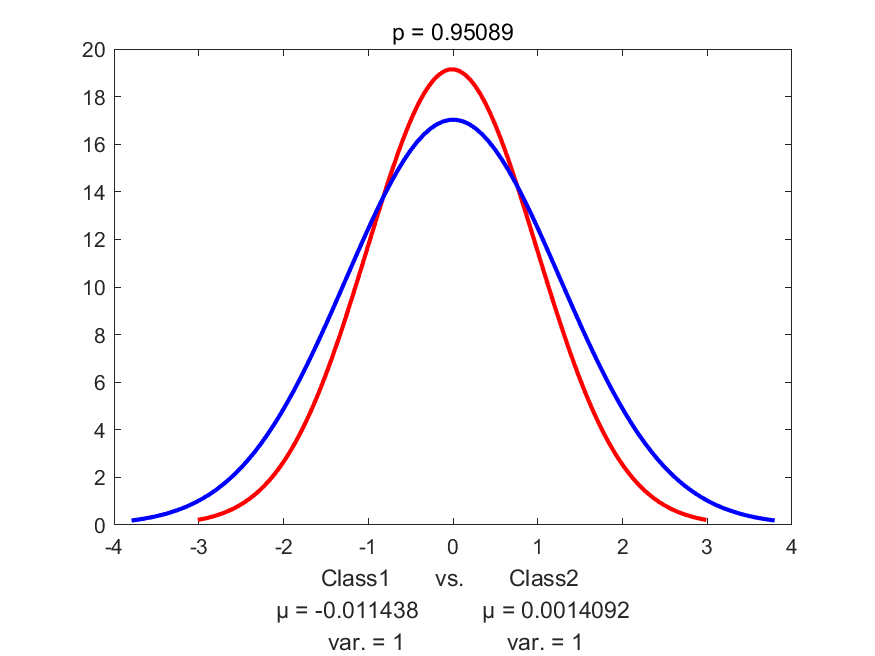 p = 0.95089
20
18
16
14
12
10
8
6
4
2
0
-4 -3 -2 -1 0 1 2 3 4
Class1 vs. Class2
μ = -0.011438 μ = 0.0014092
var. = 1 var. = 1